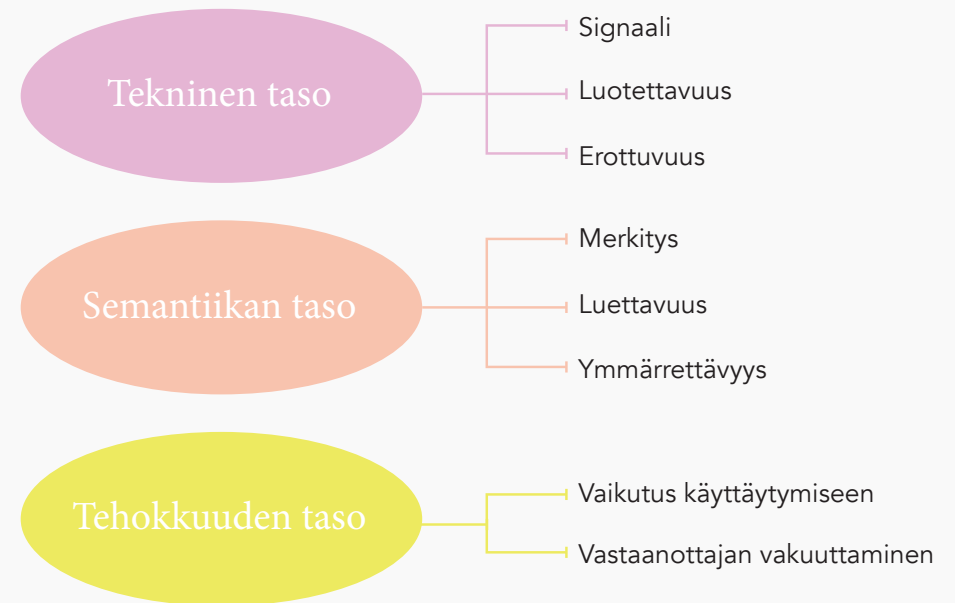 Tekninen taso
Signaali
Luotettavuus
Erottuvuus
Semantiikan taso
Merkitys
Luettavuus
Ymmärrettävyys
Tehokkuuden taso
Vaikutus käyttäytymiseen
Vastaanottajan vakuuttaminen